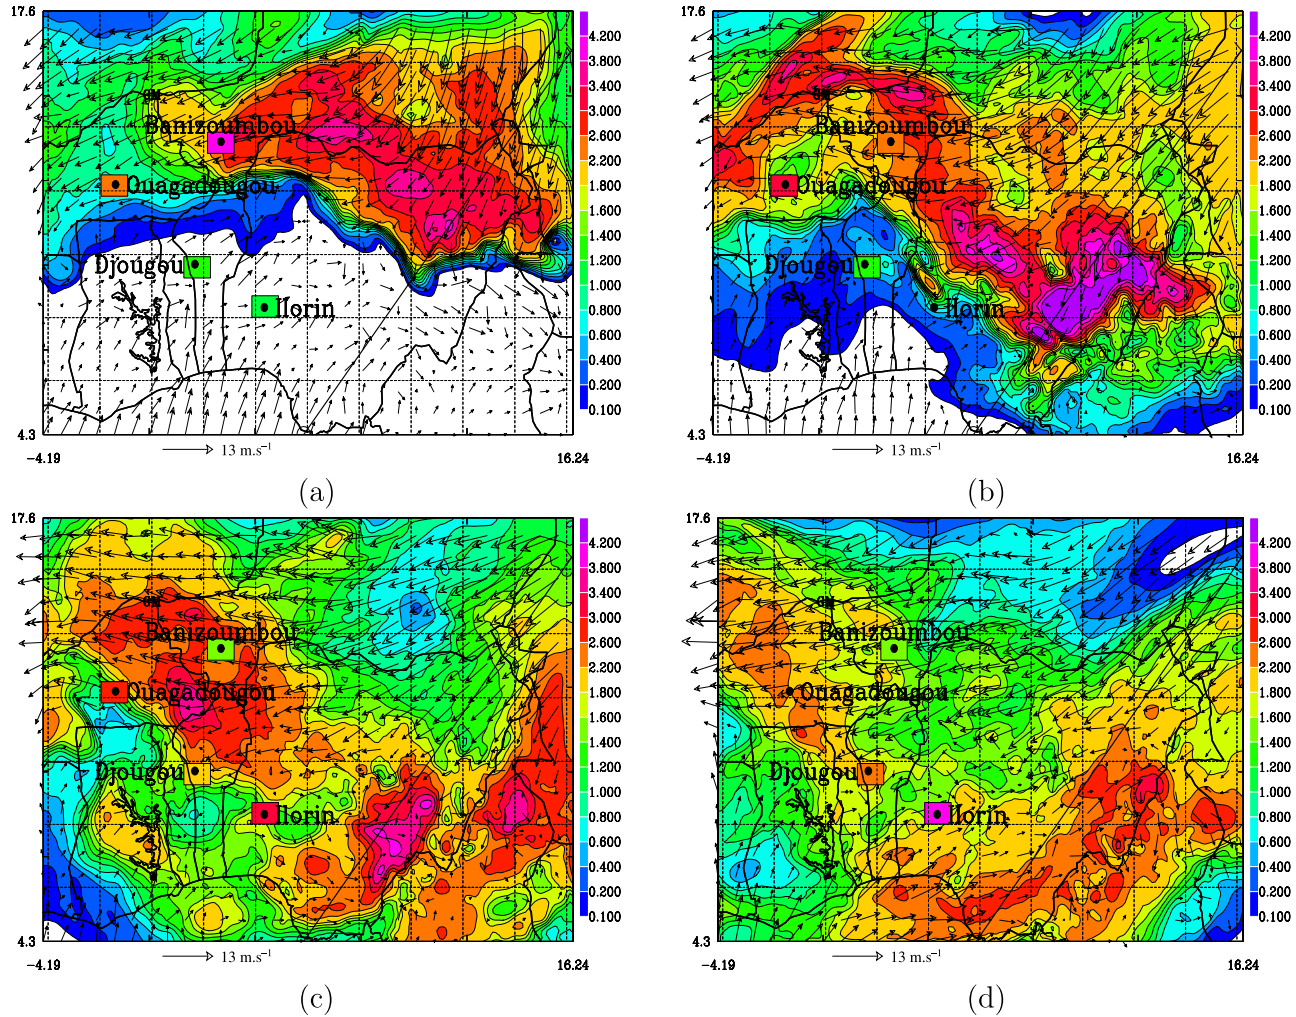 17.6
4.200
3.800
3.400
3.000
2.600
2.200
1.800
1.600
1.400
1.200
1.000
0.800
0.600
0.400
0.200
0.100
GM
Banizoumbou
Ouagadougou
Djougou
Ilorin
4.3
-4.19
13 m.s⁻¹
16.24
(a)
17.6
4.200
3.800
3.400
3.000
2.600
2.200
1.800
1.600
1.400
1.200
1.000
0.800
0.600
0.400
0.200
0.100
GM
Banizoumbou
Ouagadougou
Djougou
Ilorin
4.3
-4.19
13 m.s⁻¹
16.24
(b)
17.6
4.200
3.800
3.400
3.000
2.600
2.200
1.800
1.600
1.400
1.200
1.000
0.800
0.600
0.400
0.200
0.100
GM
Banizoumbou
Ouagadougou
Djougou
Ilorin
4.3
-4.19
13 m.s⁻¹
16.24
(c)
17.6
4.200
3.800
3.400
3.000
2.600
2.200
1.800
1.600
1.400
1.200
1.000
0.800
0.600
0.400
0.200
0.100
GM
Banizoumbou
Ouagadougou
Djougou
Ilorin
4.3
-4.19
13 m.s⁻¹
16.24
(d)